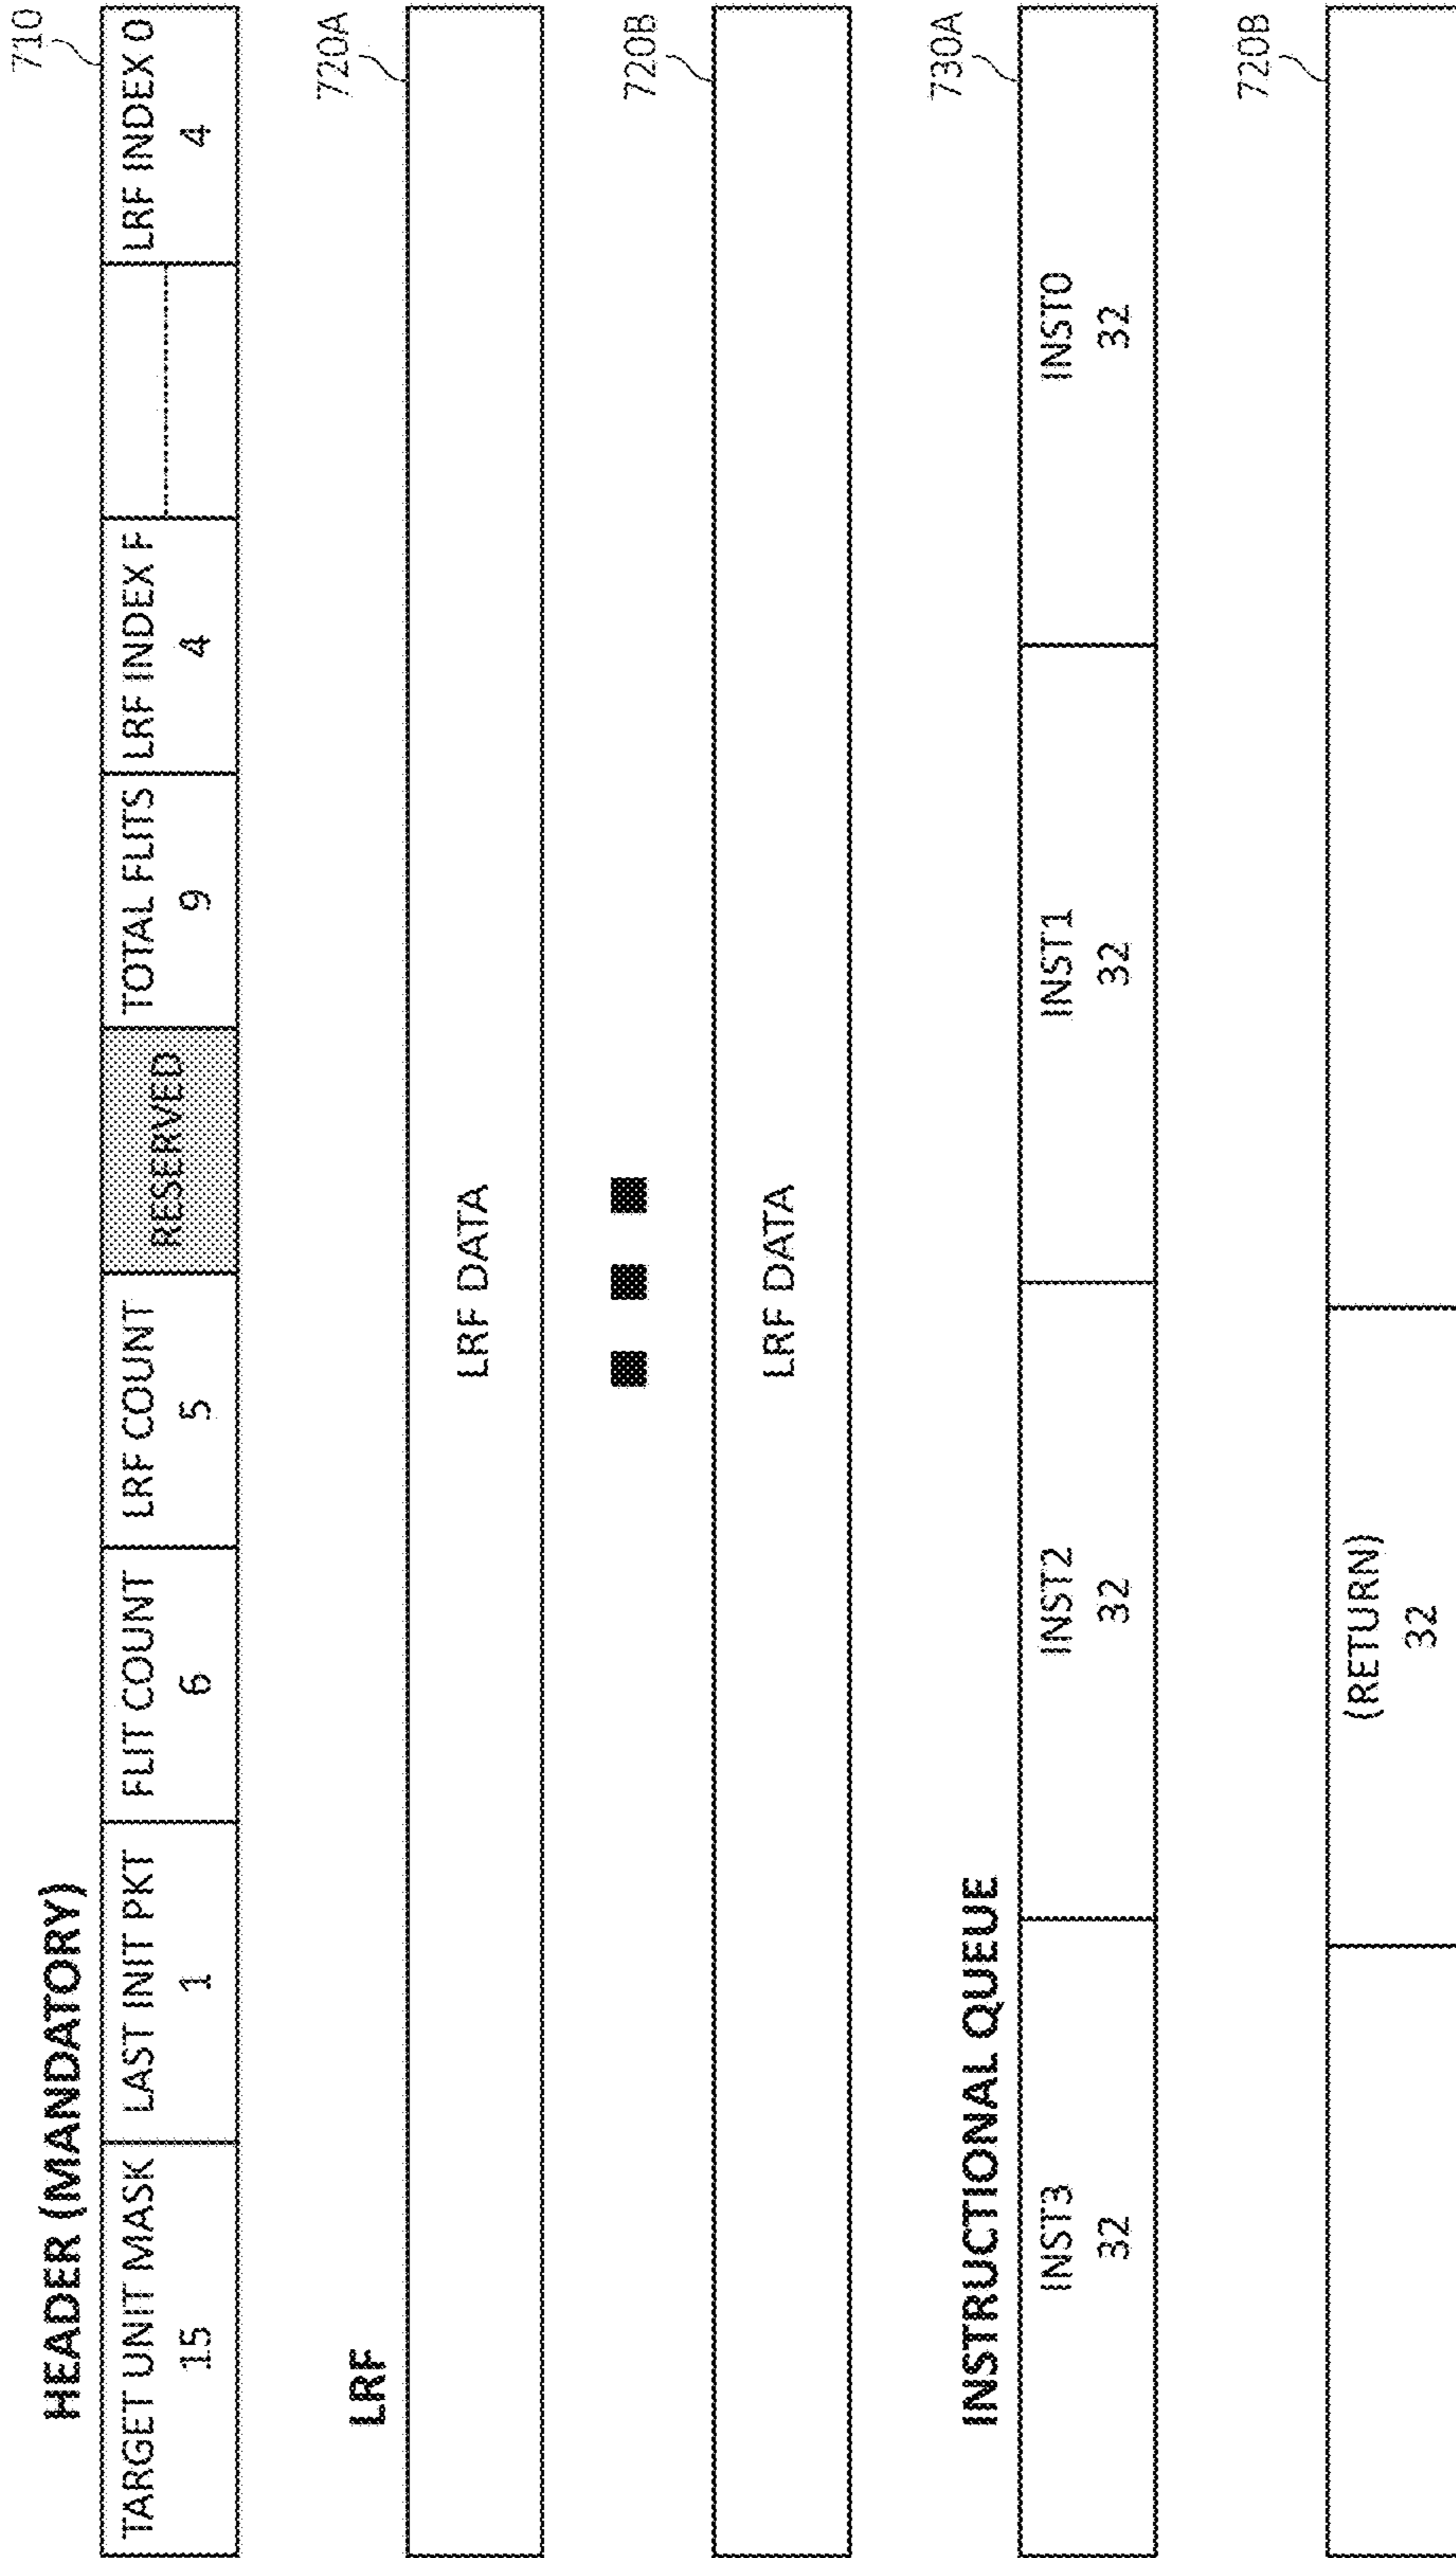 HEADER (MANDATORY)
710
TARGET UNIT MASK LAST INIT PKT FLIT COUNT LRF COUNT RESERVED TOTAL FLITS LRF INDEX F LRF INDEX 0
15 1 6 5 9 4 4
LRF
720A
LRF DATA
720B
LRF DATA
INSTRUCTIONAL QUEUE
730A
INST3 INST2 INST1 INST0
32 32 32 32
720B
(RETURN)
32